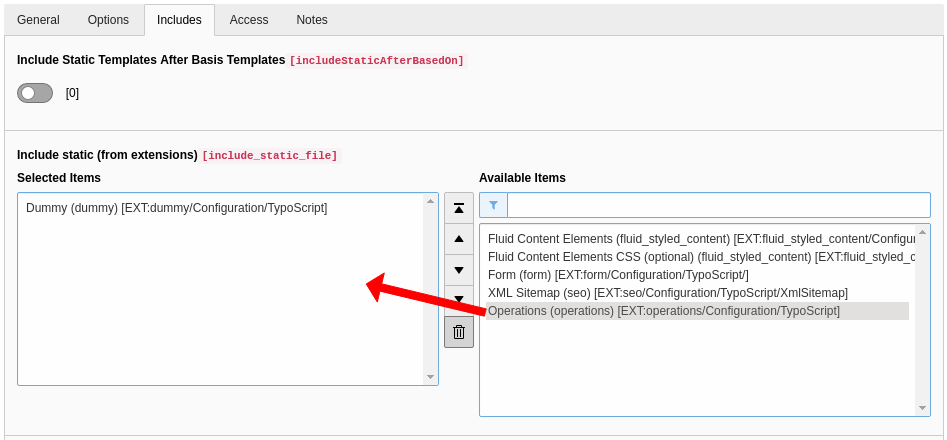 General Options Includes Access Notes
Include Static Templates After Basis Templates [includeStaticAfterBasedOn]
[0]
Include static (from extensions) [include_static_file]
Selected Items
Dummy (dummy) [EXT:dummy/Configuration/TypoScript]
Available Items
Fluid Content Elements (fluid_styled_content) [EXT:fluid_styled_content/Configur
Fluid Content Elements CSS (optional) (fluid_styled_content) [EXT:fluid_styled_c
Form (form) [EXT:form/Configuration/TypoScript/]
XML Sitemap (seo) [EXT:seo/Configuration/TypoScript/XmlSitemap]
Operations (operations) [EXT:operations/Configuration/TypoScript]